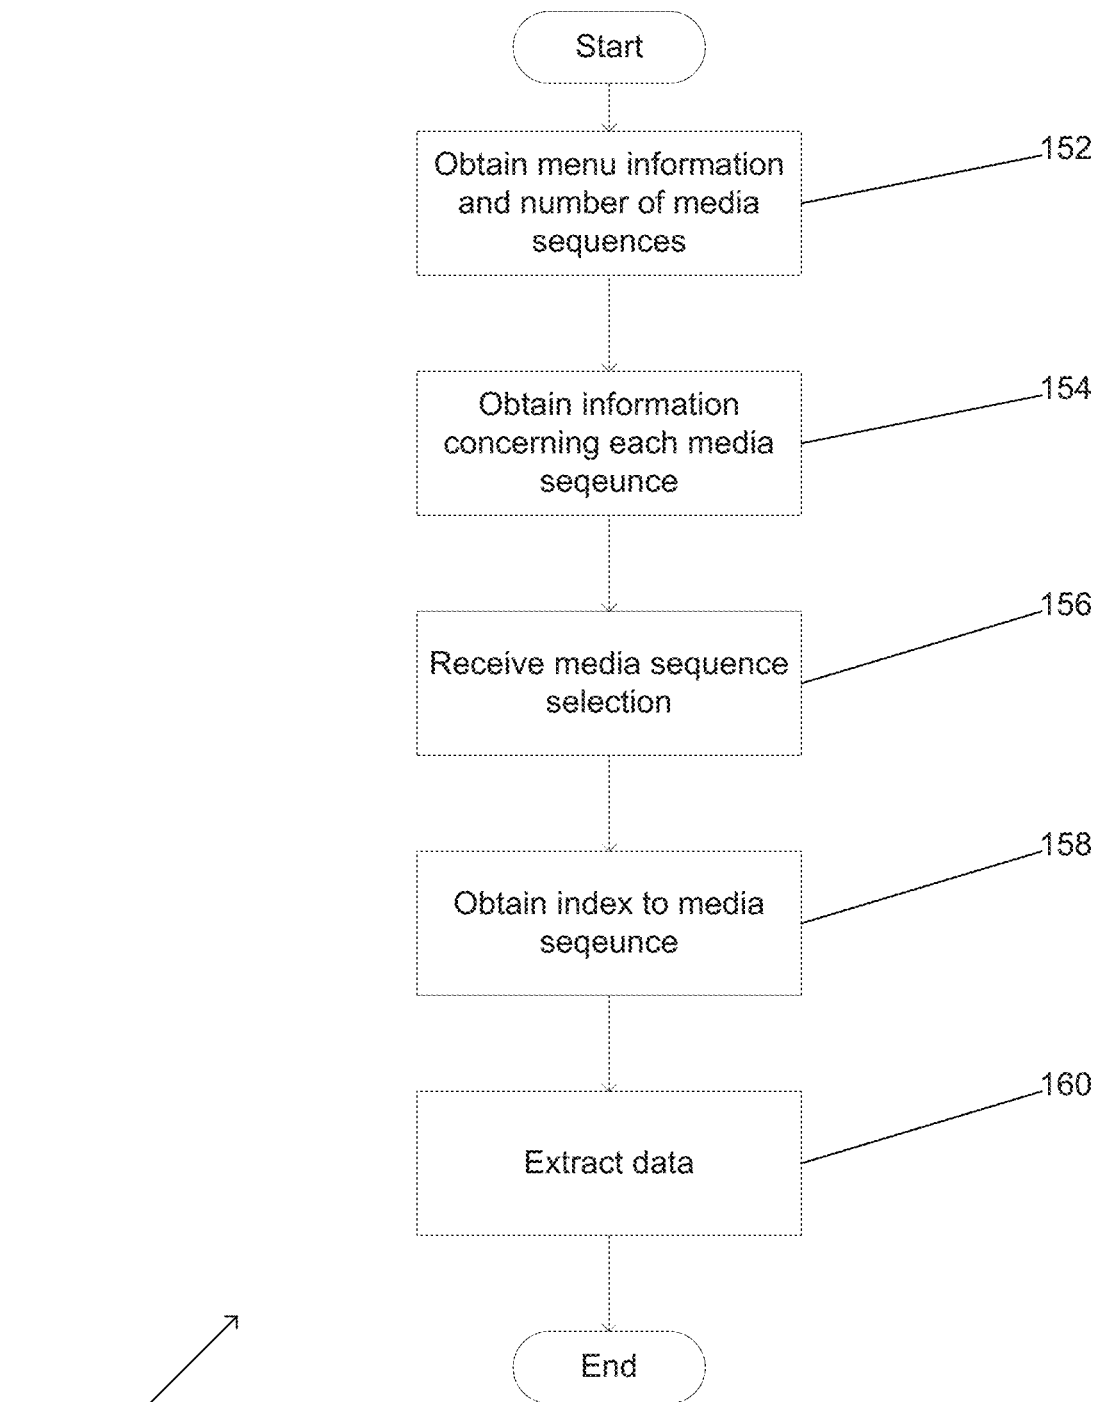 Start
152
Obtain menu information
and number of media
sequences
154
Obtain information
concerning each media
seqeunce
156
Receive media sequence
selection
158
Obtain index to media
seqeunce
160
Extract data
End